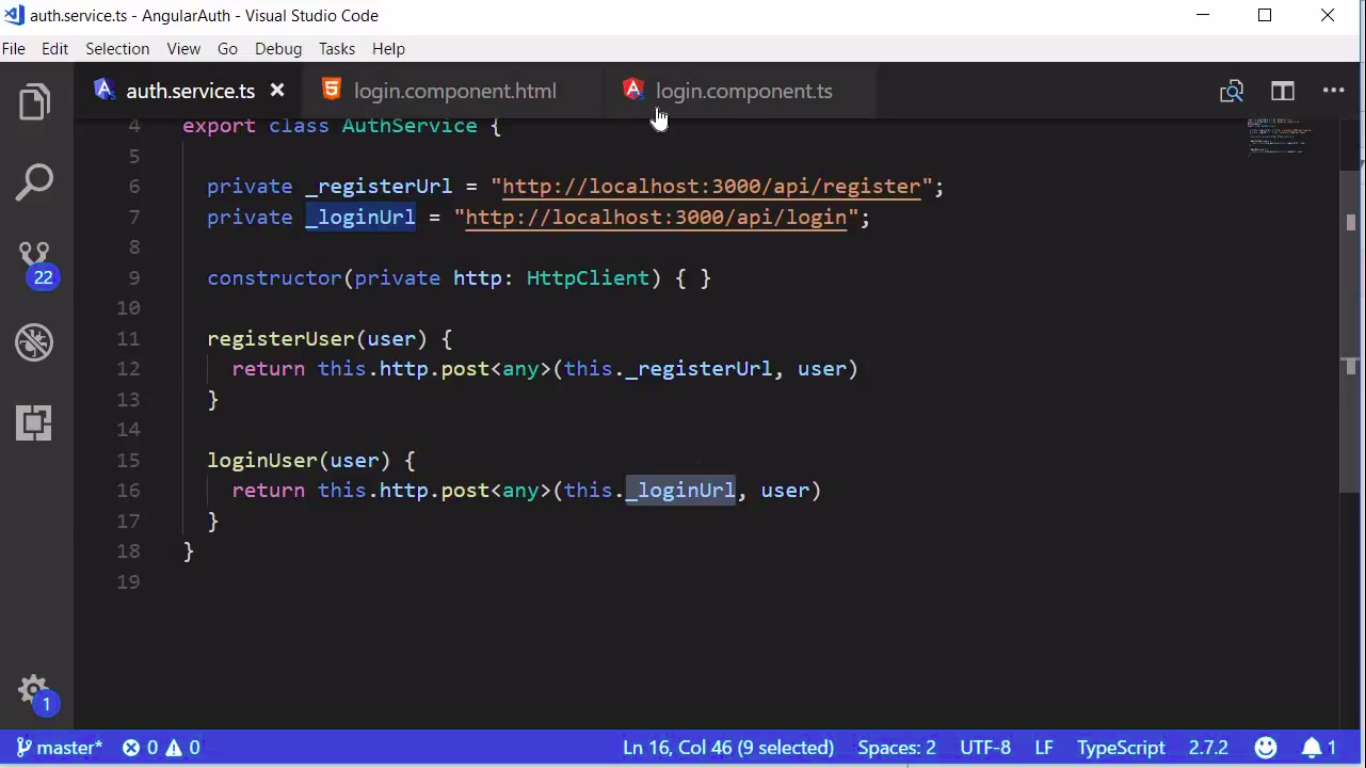 auth.service.ts - AngularAuth - Visual Studio Code
File Edit Selection View Go Debug Tasks Help
auth.service.ts login.component.html login.component.ts
4 export class AuthService {
5
6 private _registerUrl = "http://localhost:3000/api/register";
7 private _loginUrl = "http://localhost:3000/api/login";
8
9 constructor(private http: HttpClient) { }
10
11 registerUser(user) {
12 return this.http.post<any>(this._registerUrl, user)
13 }
14
15 loginUser(user) {
16 return this.http.post<any>(this._loginUrl, user)
17 }
18 }
19
22
1
master* 0 0 Ln 16, Col 46 (9 selected) Spaces: 2 UTF-8 LF TypeScript 2.7.2 1